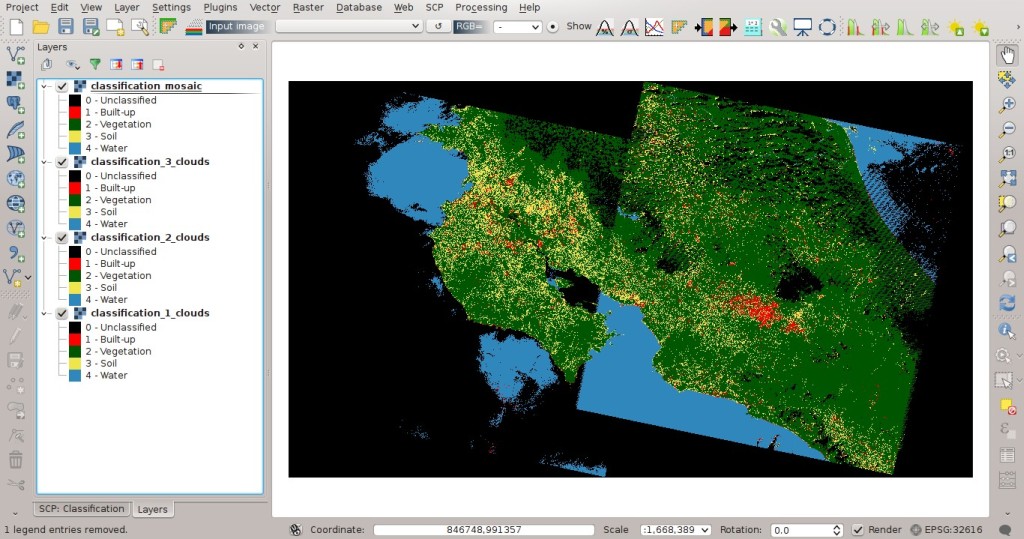 Project Edit View Layer Settings Plugins Vector Raster Database Web SCP Processing Help
Input image RGB= - Show
Layers
classification_mosaic
0 - Unclassified
1 - Built-up
2 - Vegetation
3 - Soil
4 - Water
classification_3_clouds
0 - Unclassified
1 - Built-up
2 - Vegetation
3 - Soil
4 - Water
classification_2_clouds
0 - Unclassified
1 - Built-up
2 - Vegetation
3 - Soil
4 - Water
classification_1_clouds
0 - Unclassified
1 - Built-up
2 - Vegetation
3 - Soil
4 - Water
SCP: Classification Layers
1 legend entries removed. Coordinate: 846748,991357 Scale :1,668,389 Rotation: 0.0 Render EPSG:32616